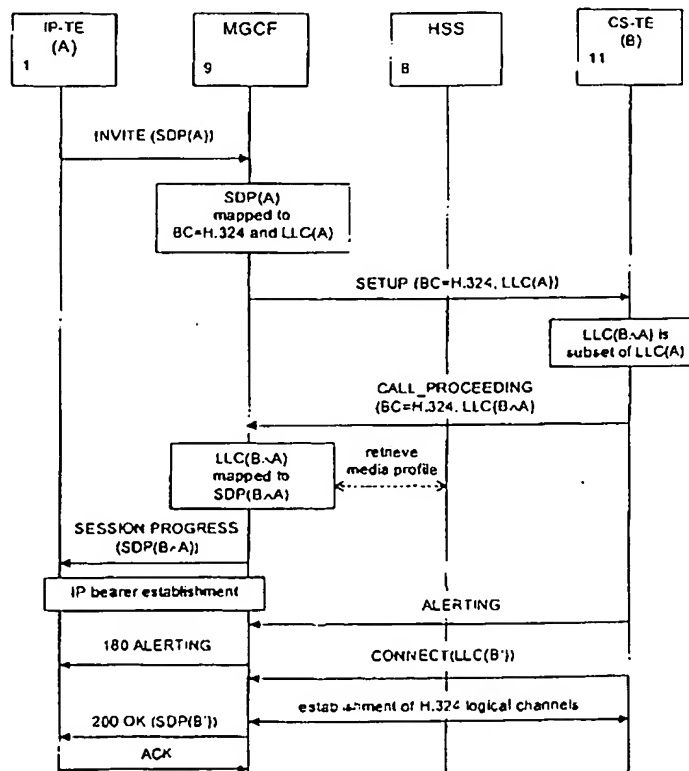 IP-TE
(A)
1
MGCF
9
HSS
8
CS-TE
(B)
11
INVITE (SDP(A))
SDP(A)
mapped to
BC=H.324 and LLC(A)
SETUP (BC=H.324, LLC(A))
LLC(B∧A) is
subset of LLC(A)
CALL_PROCEEDING
(BC=H.324, LLC(B∧A)
LLC(B∧A)
mapped to
SDP(B∧A)
retrieve
media profile
SESSION PROGRESS
(SDP(B∧A))
IP bearer establishment
ALERTING
180 ALERTING
CONNECT(LLC(B'))
establishment of H.324 logical channels
200 OK (SDP(B'))
ACK